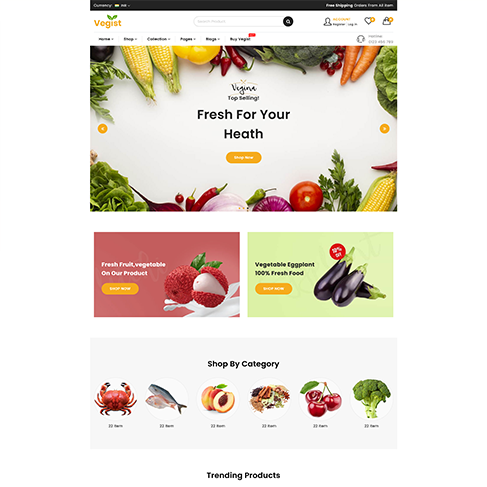 Currency: INR
Free Shipping Orders From All Item
Vegist
Search Product
ACCOUNT
Register Log in
0
0
Home
Shop
Collection
Pages
Blogs
Buy Vegist
Hotline:
0123 456 789
Vegina
Top Selling!
Fresh For Your
Heath
Shop Now
Fresh Fruit,vegetable
On Our Product
SHOP NOW
Vegetable Eggplant
100% Fresh Food
SHOP NOW
Shop By Category
22 Item
22 Item
22 Item
22 Item
22 Item
22 Item
Trending Products